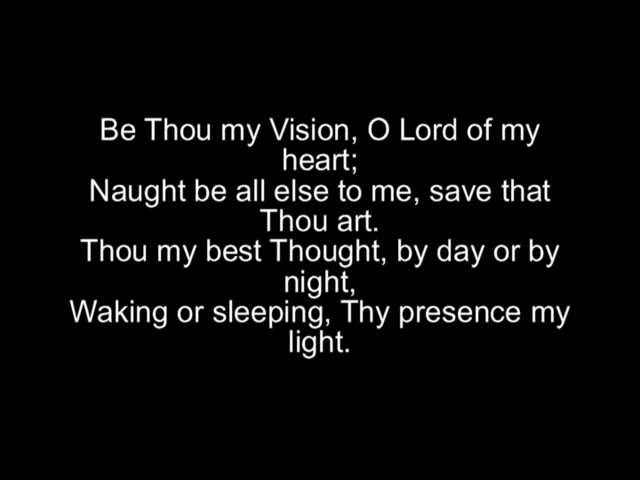 Be Thou my Vision, O Lord of my
heart;
Naught be all else to me, save that
Thou art.
Thou my best Thought, by day or by
night,
Waking or sleeping, Thy presence my
light.